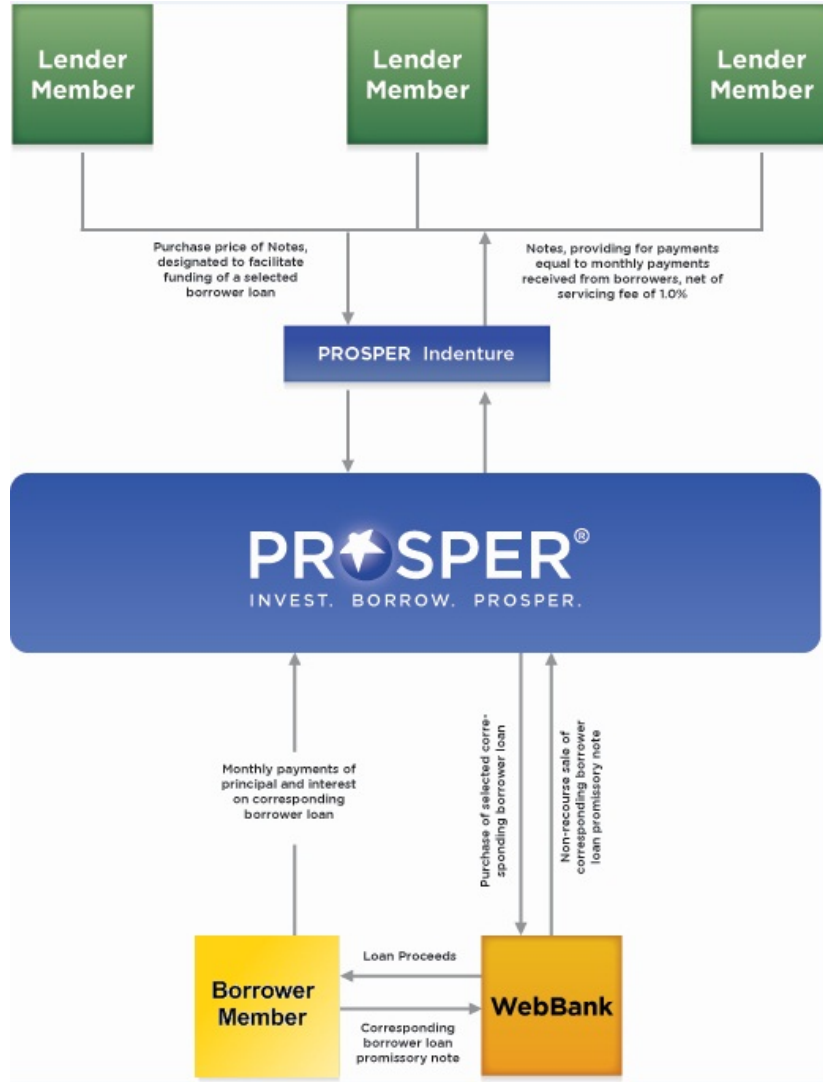 Lender
Member
Lender
Member
Lender
Member
Purchase price of Notes,
designated to facilitate
funding of a selected
borrower loan
Notes, providing for payments
equal to monthly payments
received from borrowers, net of
servicing fee of 1.0%
PROSPER Indenture
PROSPER®
INVEST. BORROW. PROSPER.
Monthly payments of
principal and interest
on corresponding
borrower loan
Purchase of selected corre-
sponding borrower loan
Non-recourse sale of
corresponding borrower
loan promissory note
Borrower
Member
Loan Proceeds
Corresponding
borrower loan
promissory note
WebBank